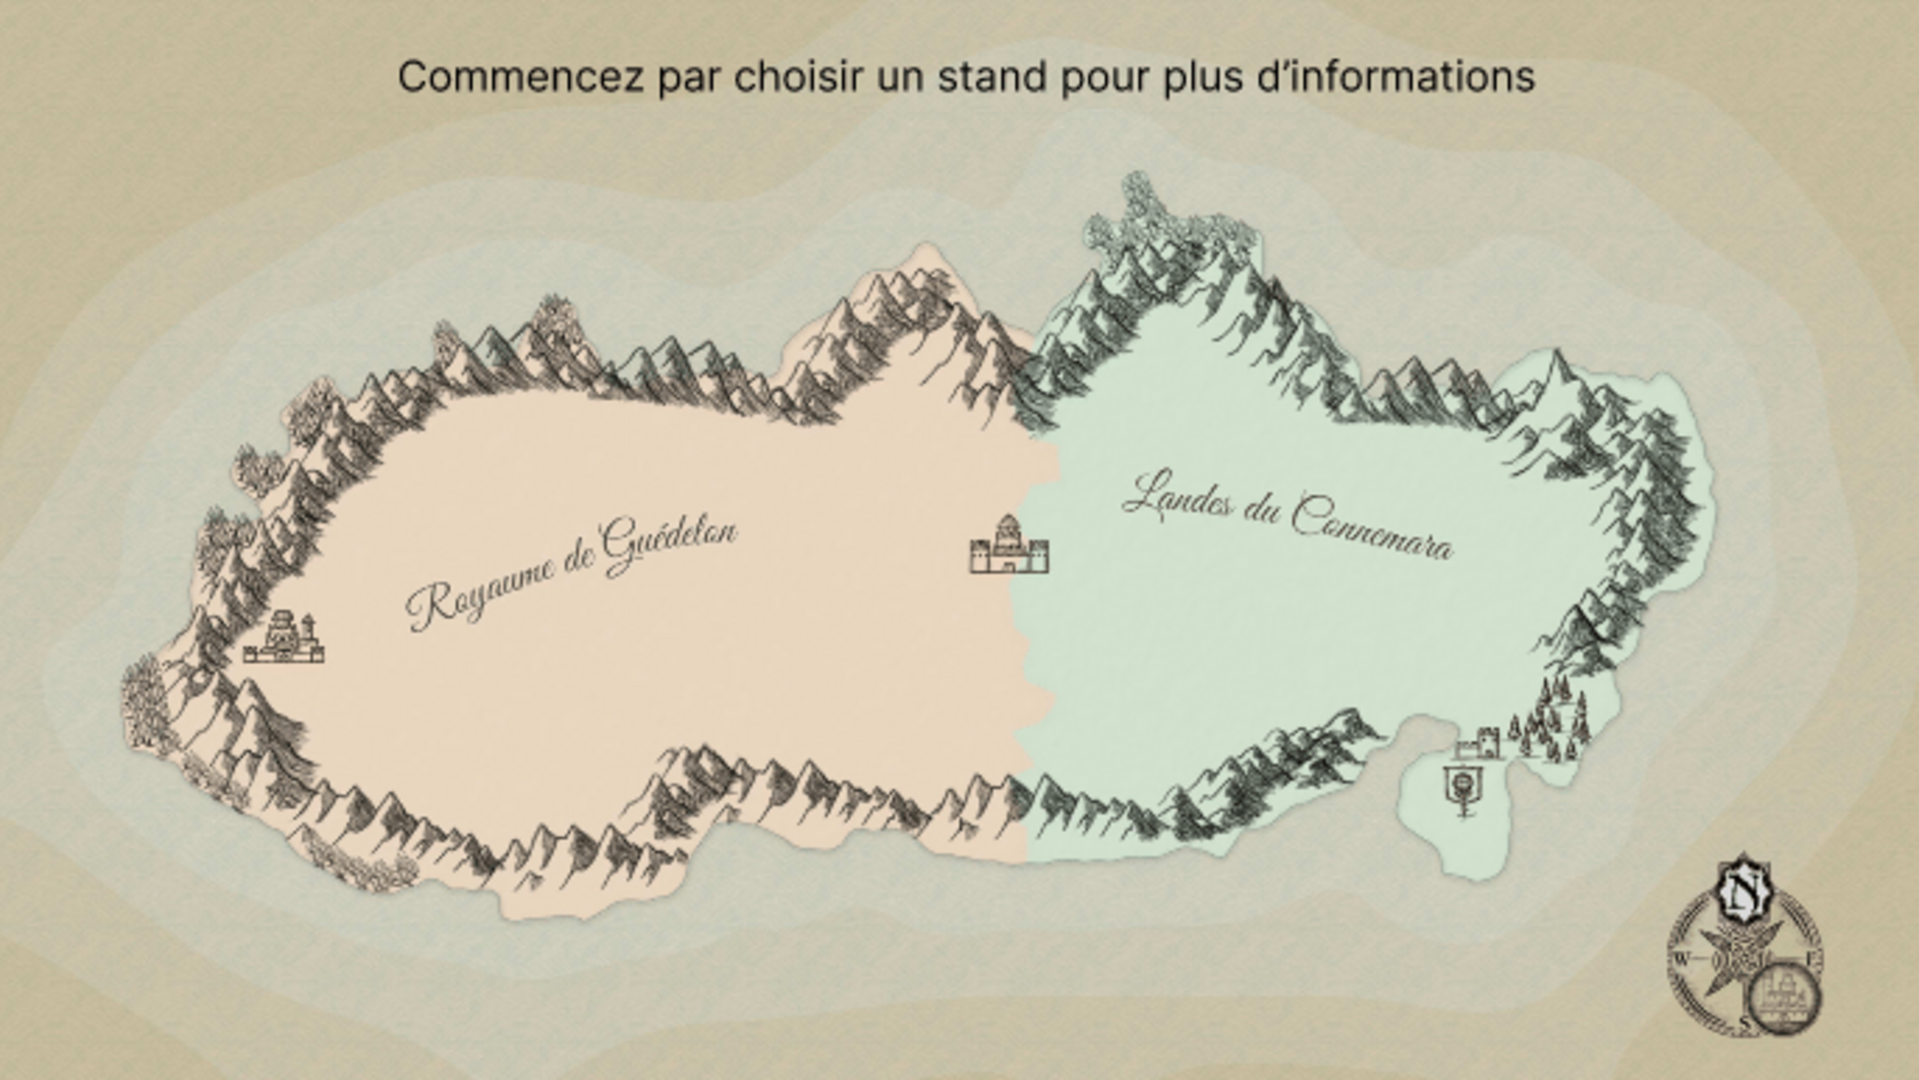 Commencez par choisir un stand pour plus d'informations
Royaume de Guédelon
Landes du Connemara
N
W
E
S